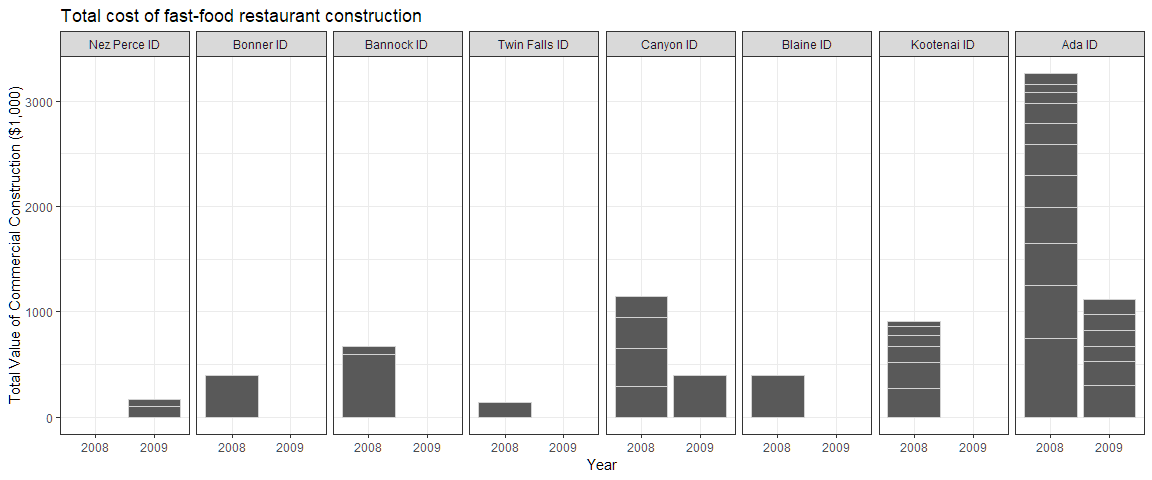 Total cost of fast-food restaurant construction
Nez Perce ID
Bonner ID
Bannock ID
Twin Falls ID
Canyon ID
Blaine ID
Kootenai ID
Ada ID
Total Value of Commercial Construction ($1,000)
3000
2000
1000
0
2008 2009
2008 2009
2008 2009
2008 2009
2008 2009
2008 2009
2008 2009
2008 2009
Year